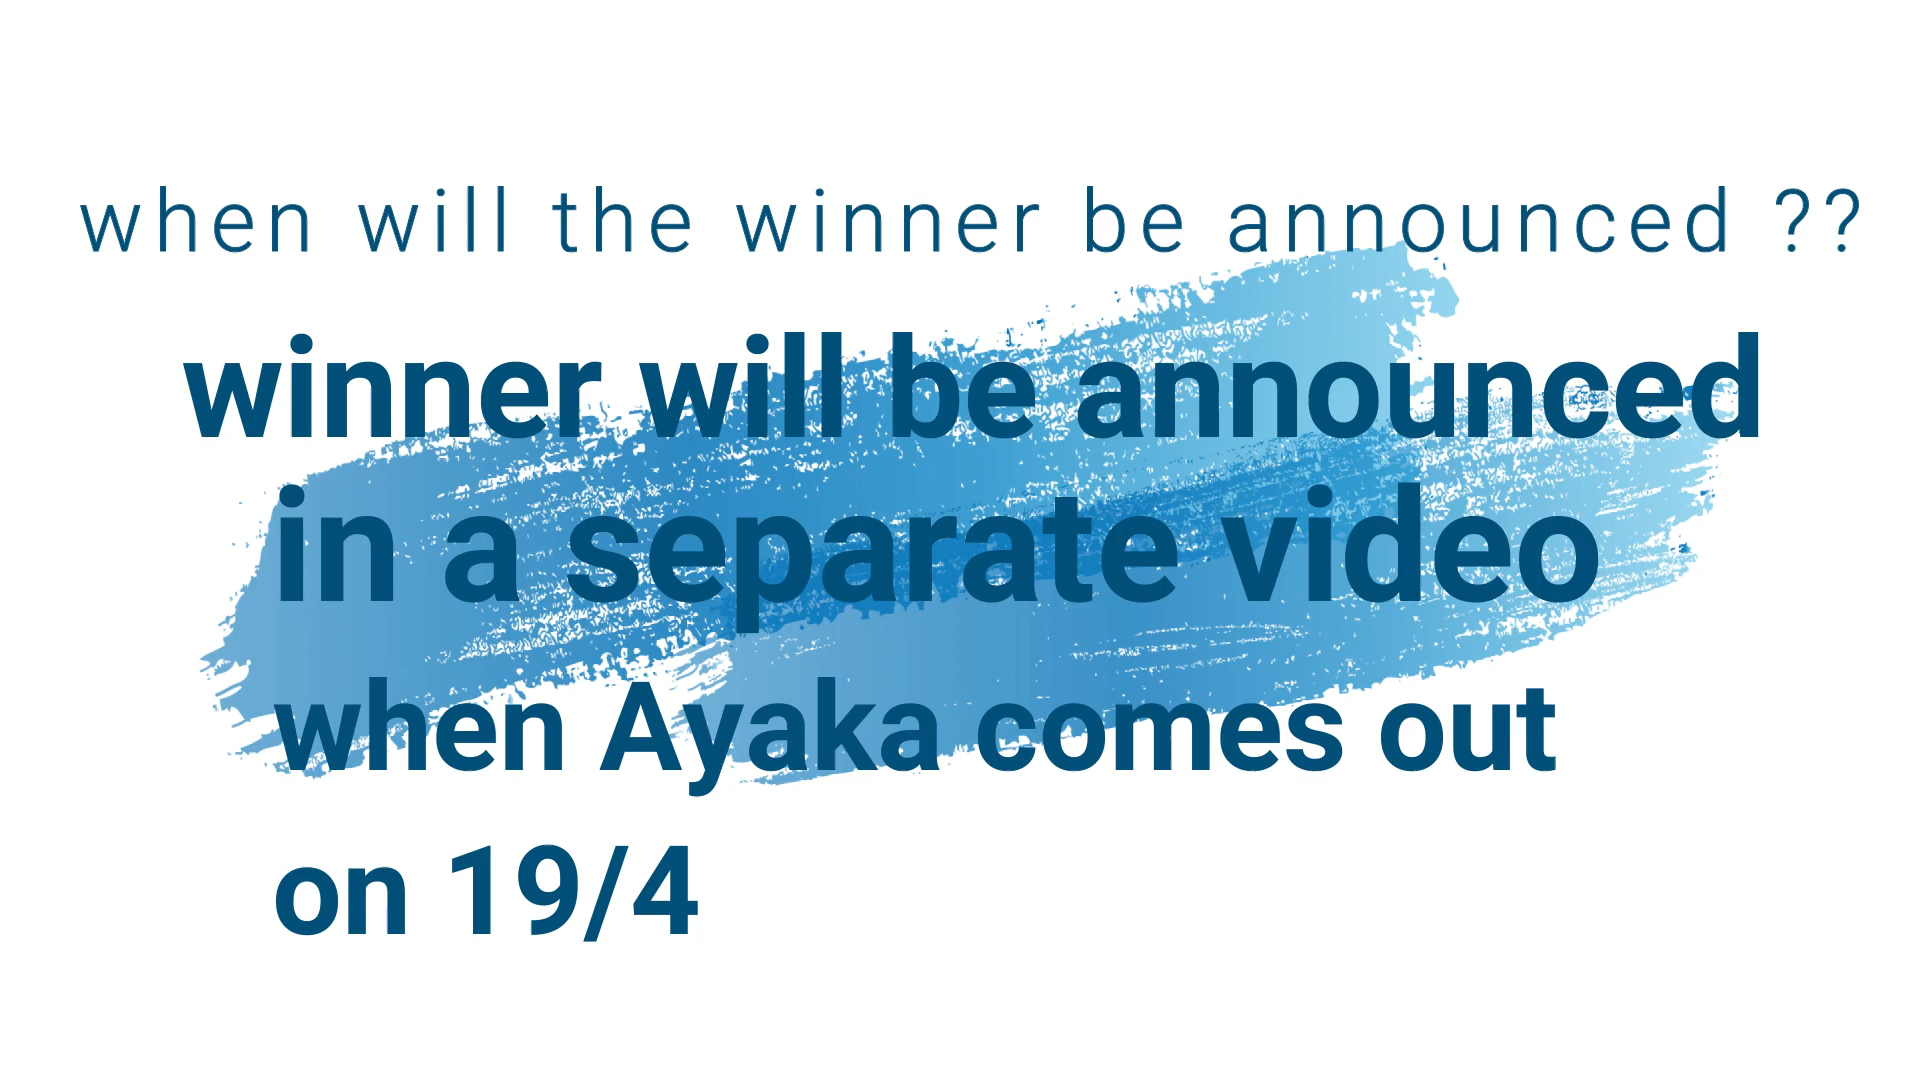 when will the winner be announced ??
winner will be announced
in a separate video
when Ayaka comes out
on 19/4